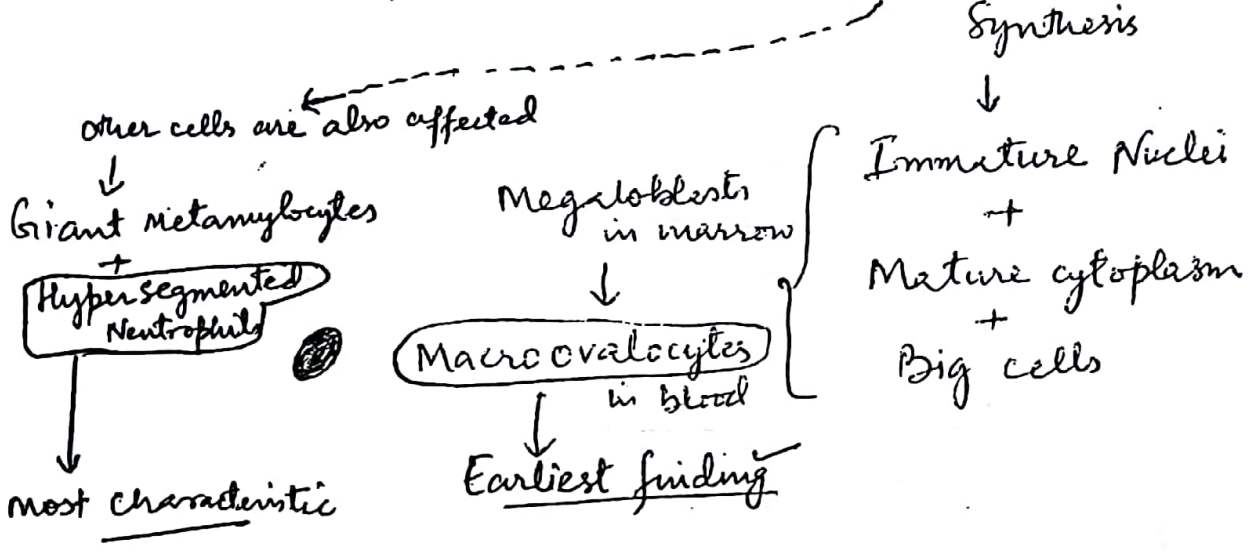 Synthesis
↓
Other cells are also affected
↓
Giant Metamylocytes
+
Hypersegmented
Neutrophils
↓
Most characteristic
Megaloblasts
in marrow
↓
Macroovalocytes
in blood
↓
Earliest finding
Immature Nuclei
+
Mature cytoplasm
+
Big cells